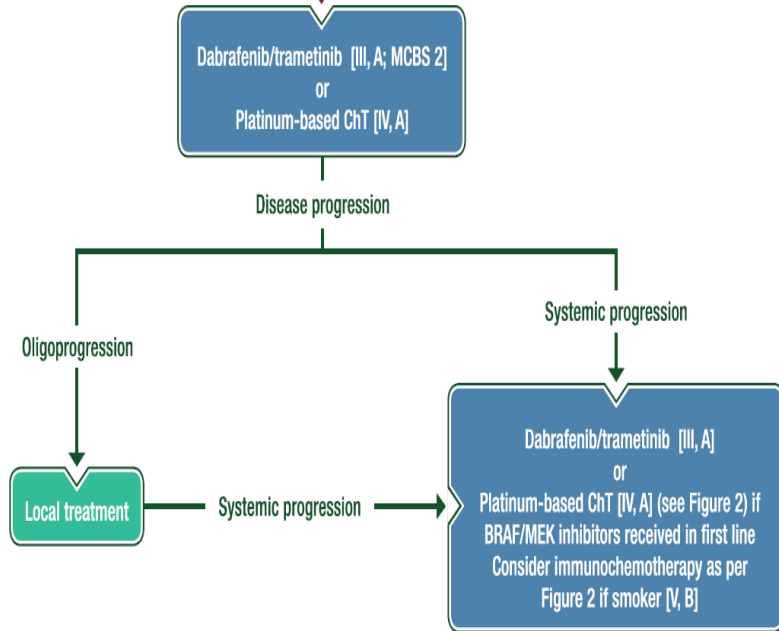 Dabrafenib/trametinib [III, A; MCBS 2]
or
Platinum-based ChT [IV, A]
Disease progression
Systemic progression
Oligoprogression
Dabrafenib/trametinib [III, A]
or
Platinum-based ChT [IV, A] (see Figure 2) if
BRAF/MEK inhibitors received in first line
Consider immunochemotherapy as per
Figure 2 if smoker [V, B]
Local treatment
Systemic progression